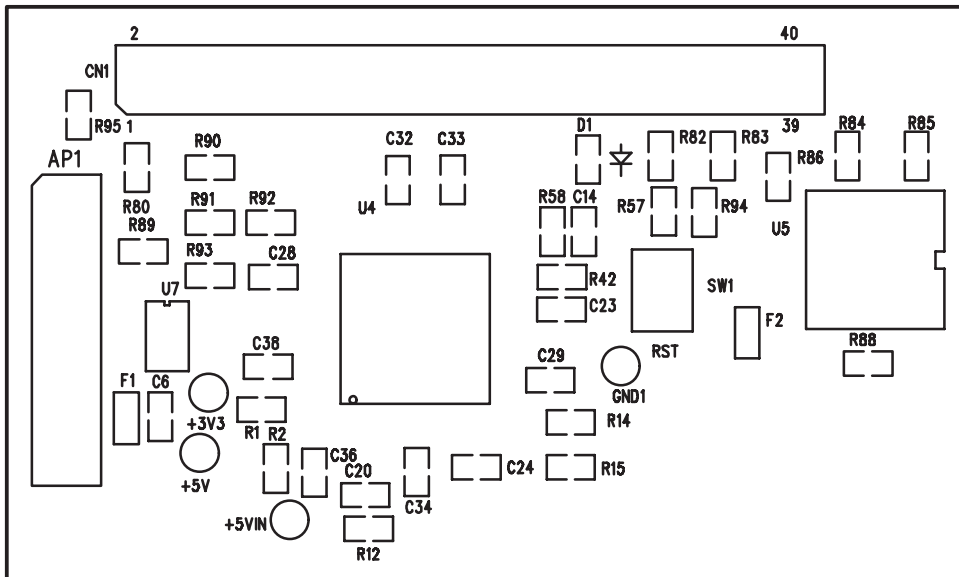 2 40
CN1
R95 1 39
D1 R82 R83 R84 R85
C32 C33
R90
AP1
R86
R80
R91 R92
U4
R58 C14 R57 R94
U5
R89
R93 C28
R42
SW1
U7
C23
F2
RST
R88
C38
C29
GND1
F1 C6
+3V3
R1 R2
R14
+5V
C36
C20
C24
R15
C34
+5VIN
R12